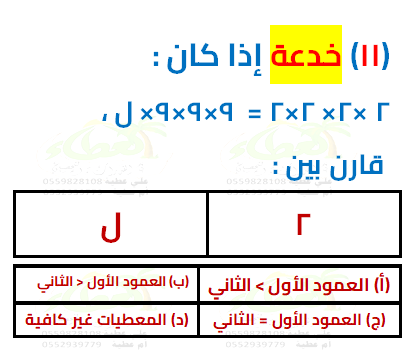 (١١) خدعة إذا كان :
٢ ×٢× ٢×٢ = ٩×٩×٩× ل ،
قارن بين :
٢ ل
(أ) العمود الأول > الثاني (ب) العمود الأول < الثاني
(ج) العمود الأول = الثاني (د) المعطيات غير كافية